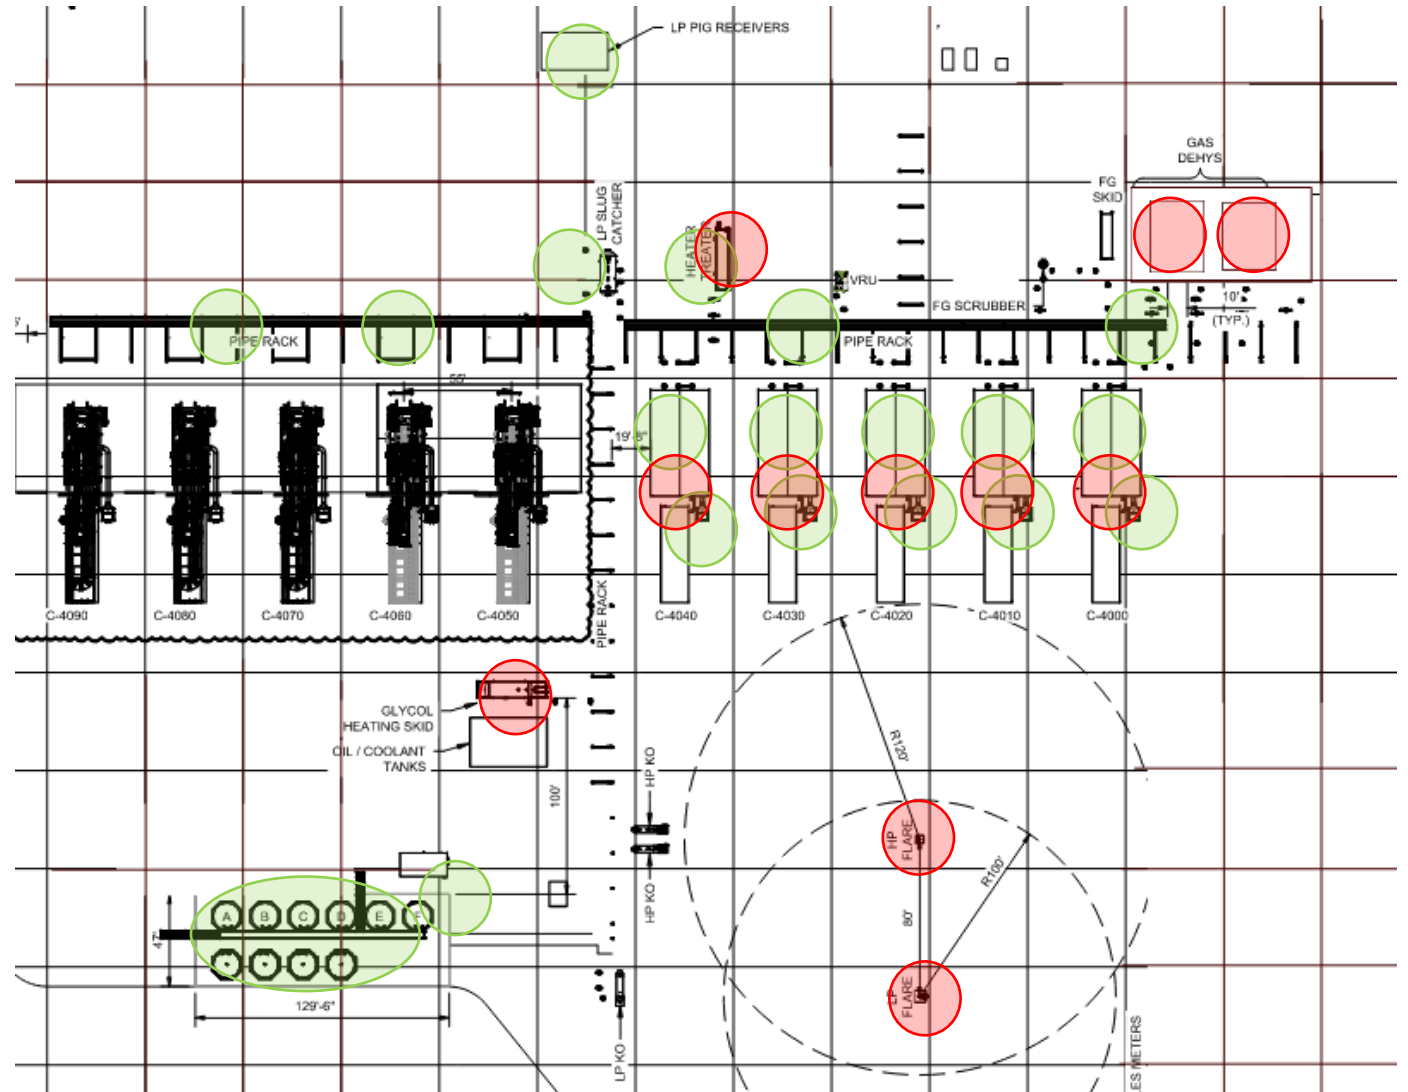 LP PIG RECEIVERS
GAS
DEHYS
FG
SKID
LP SLUG
CATCHER
HEATER
TREATER
VRU
FG SCRUBBER
10'
(TYP.)
PIPE RACK
PIPE RACK
19'-8"
C-4090
C-4080
C-4070
C-4060
C-4050
C-4040
C-4030
C-4020
C-4010
C-4000
PIPE RACK
GLYCOL
HEATING SKID
OIL / COOLANT
TANKS
100'
HP KO
HP KO
R120'
HP
FLARE
R100'
80'
LP
FLARE
A
B
C
D
E
F
47'
129'-6"
LP KO
ES METERS